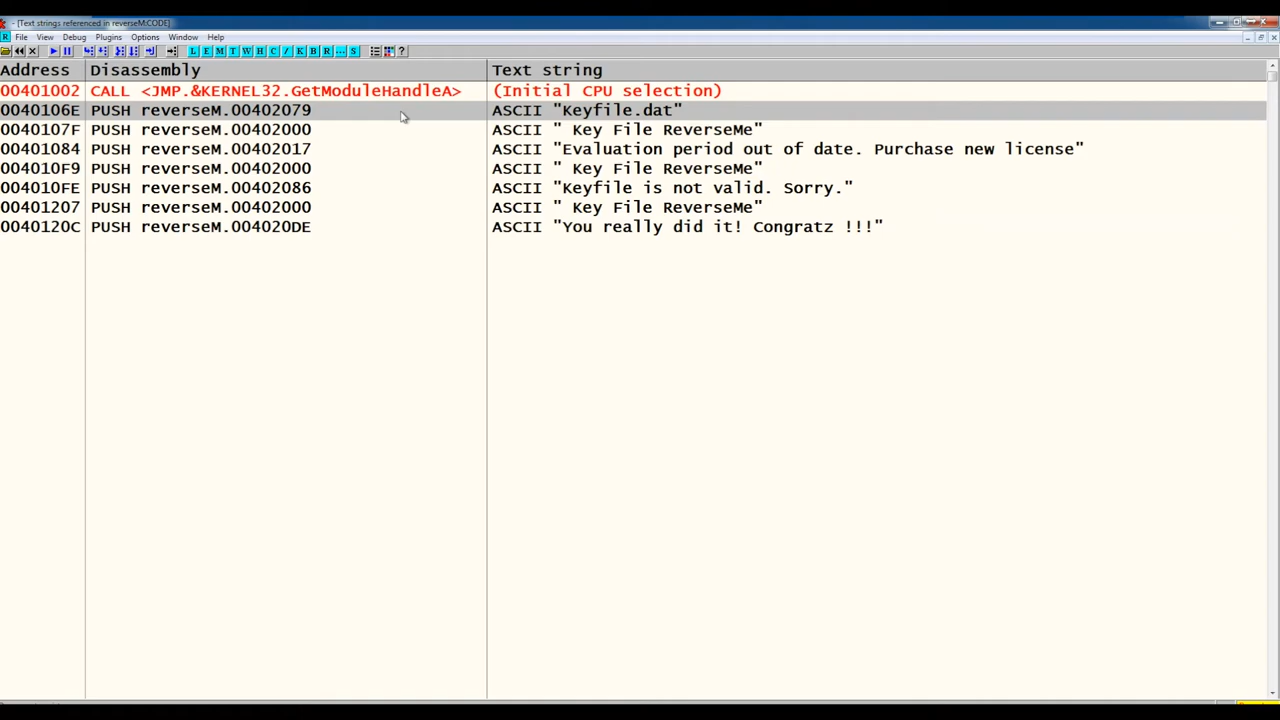 - [Text strings referenced in reverseM:CODE]
R File View Debug Plugins Options Window Help
L E M T W H C / K B R ... S ?
Address Disassembly Text string
00401002 CALL <JMP.&KERNEL32.GetModuleHandleA> (Initial CPU selection)
0040106E PUSH reverseM.00402079 ASCII "Keyfile.dat"
0040107F PUSH reverseM.00402000 ASCII " Key File ReverseMe"
00401084 PUSH reverseM.00402017 ASCII "Evaluation period out of date. Purchase new license"
004010F9 PUSH reverseM.00402000 ASCII " Key File ReverseMe"
004010FE PUSH reverseM.00402086 ASCII "Keyfile is not valid. Sorry."
00401207 PUSH reverseM.00402000 ASCII " Key File ReverseMe"
0040120C PUSH reverseM.004020DE ASCII "You really did it! Congratz !!!"